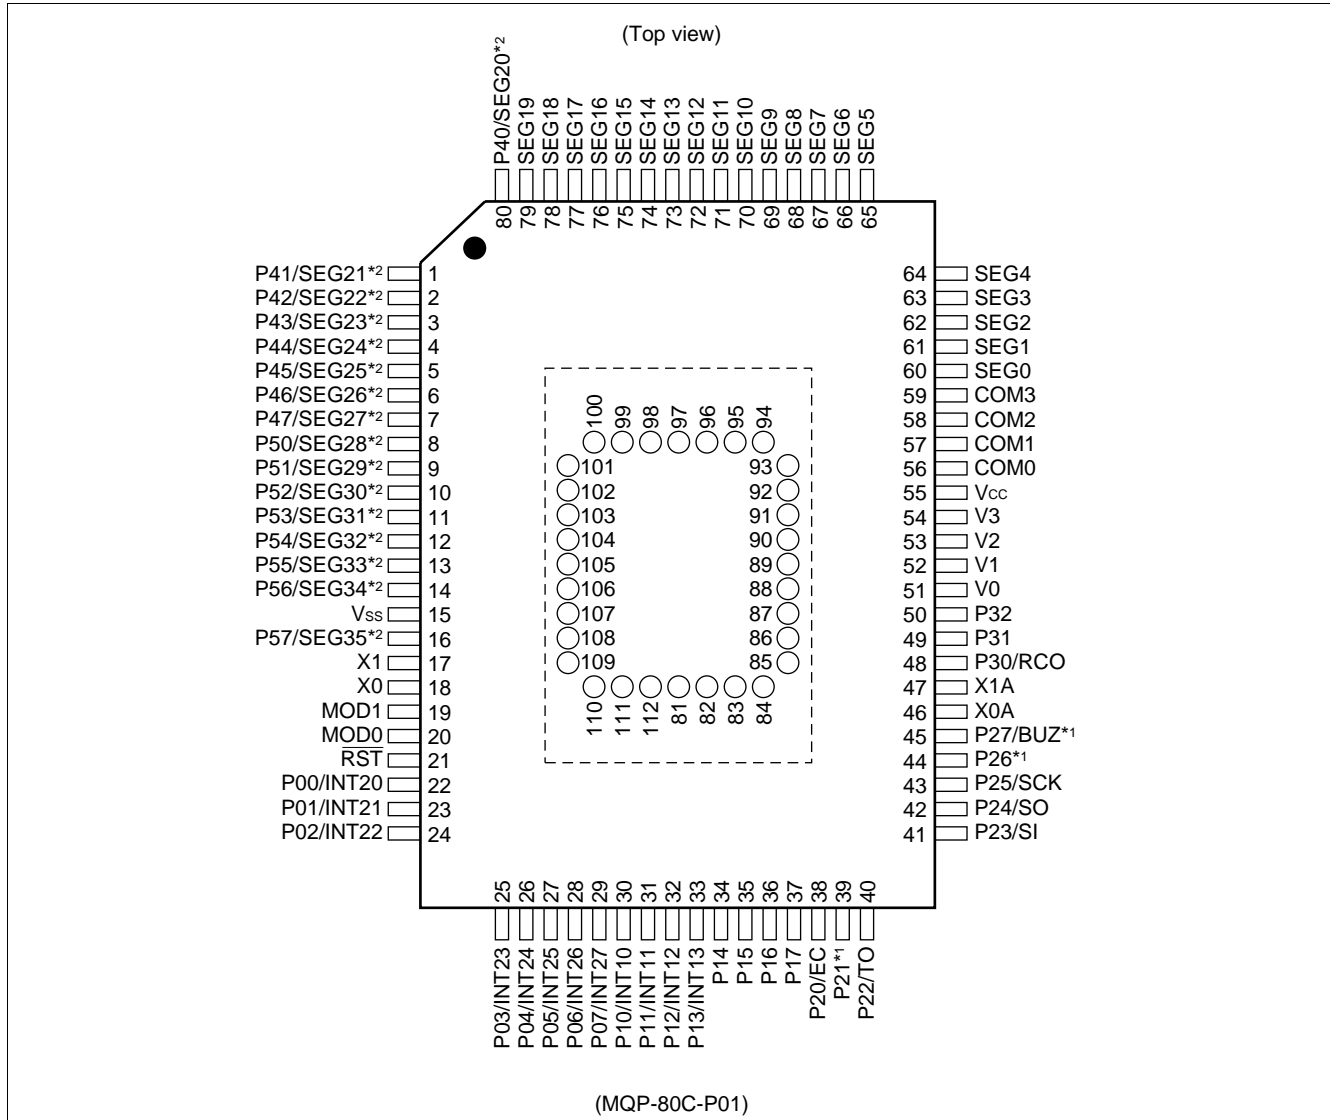 (Top view)
P40/SEG20*2
SEG19
SEG18
SEG17
SEG16
SEG15
SEG14
SEG13
SEG12
SEG11
SEG10
SEG9
SEG8
SEG7
SEG6
SEG5
80
79
78
77
76
75
74
73
72
71
70
69
68
67
66
65
P41/SEG21*2 1
P42/SEG22*2 2
P43/SEG23*2 3
P44/SEG24*2 4
P45/SEG25*2 5
P46/SEG26*2 6
P47/SEG27*2 7
P50/SEG28*2 8
P51/SEG29*2 9
P52/SEG30*2 10
P53/SEG31*2 11
P54/SEG32*2 12
P55/SEG33*2 13
P56/SEG34*2 14
VSS 15
P57/SEG35*2 16
X1 17
X0 18
MOD1 19
MOD0 20
RST 21
P00/INT20 22
P01/INT21 23
P02/INT22 24
100
99
98
97
96
95
94
101
102
103
104
105
106
107
108
109
93
92
91
90
89
88
87
86
85
110
111
112
81
82
83
84
64 SEG4
63 SEG3
62 SEG2
61 SEG1
60 SEG0
59 COM3
58 COM2
57 COM1
56 COM0
55 VCC
54 V3
53 V2
52 V1
51 V0
50 P32
49 P31
48 P30/RCO
47 X1A
46 X0A
45 P27/BUZ*1
44 P26*1
43 P25/SCK
42 P24/SO
41 P23/SI
25
26
27
28
29
30
31
32
33
34
35
36
37
38
39
40
P03/INT23
P04/INT24
P05/INT25
P06/INT26
P07/INT27
P10/INT10
P11/INT11
P12/INT12
P13/INT13
P14
P15
P16
P17
P20/EC
P21*1
P22/TO
(MQP-80C-P01)